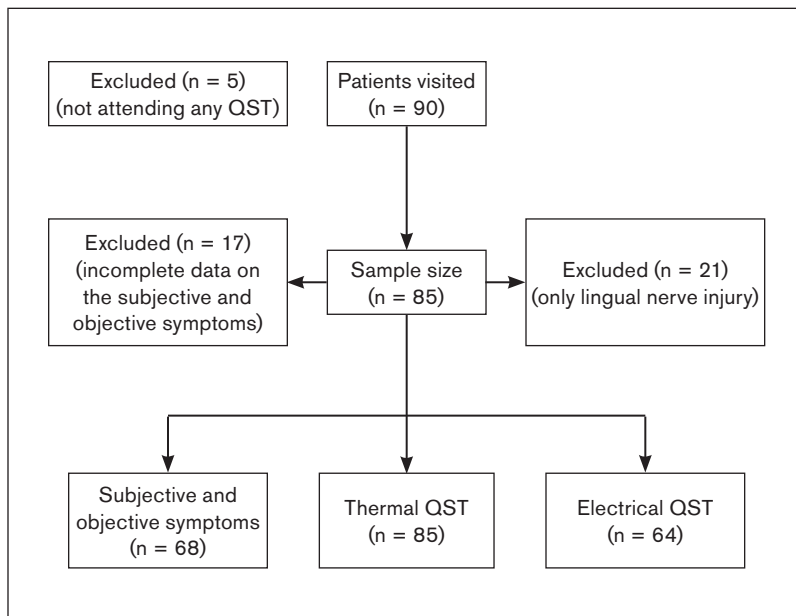 Excluded (n = 5)
(not attending any QST)
Patients visited
(n = 90)
Excluded (n = 17)
(incomplete data on
the subjective and
objective symptoms)
Sample size
(n = 85)
Excluded (n = 21)
(only lingual nerve injury)
Subjective and
objective symptoms
(n = 68)
Thermal QST
(n = 85)
Electrical QST
(n = 64)